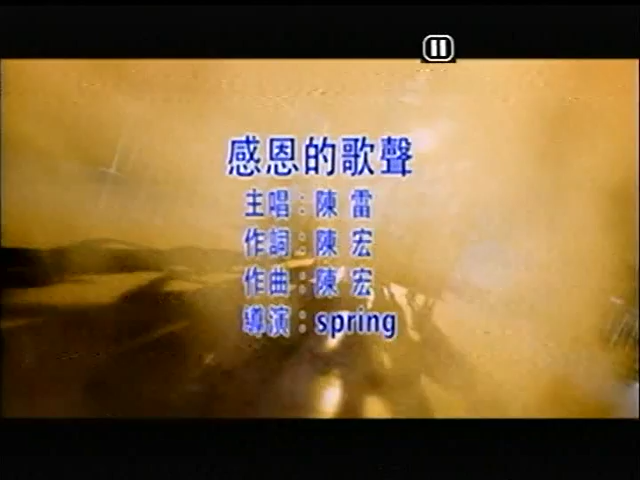 感恩的歌聲
主唱：陳 雷
作詞：陳 宏
作曲：陳 宏
導演：spring